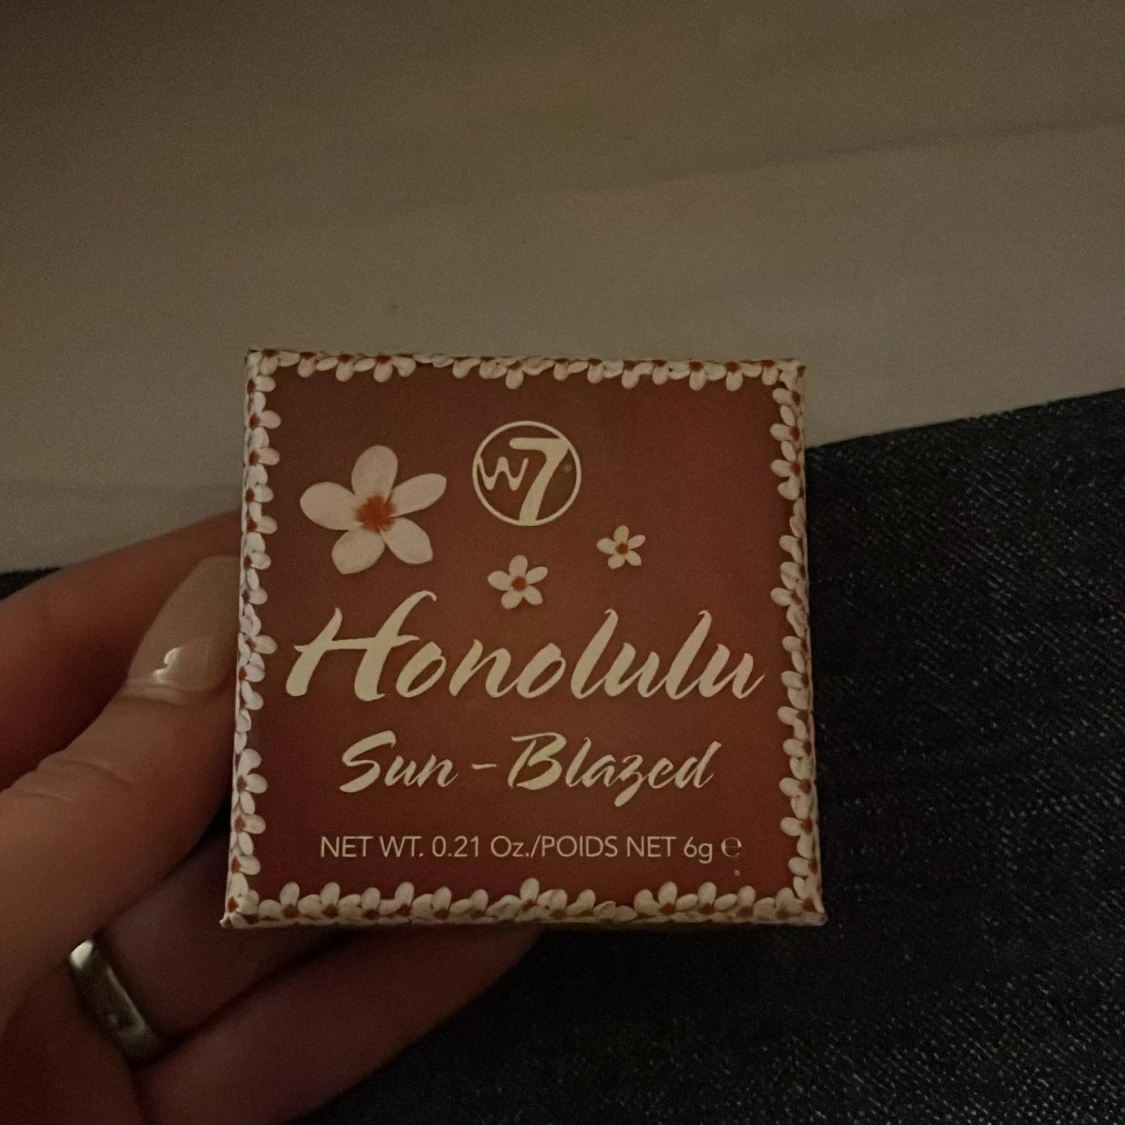 W7
Honolulu
Sun-Blazed
NET WT. 0.21 Oz./POIDS NET 6g ℮